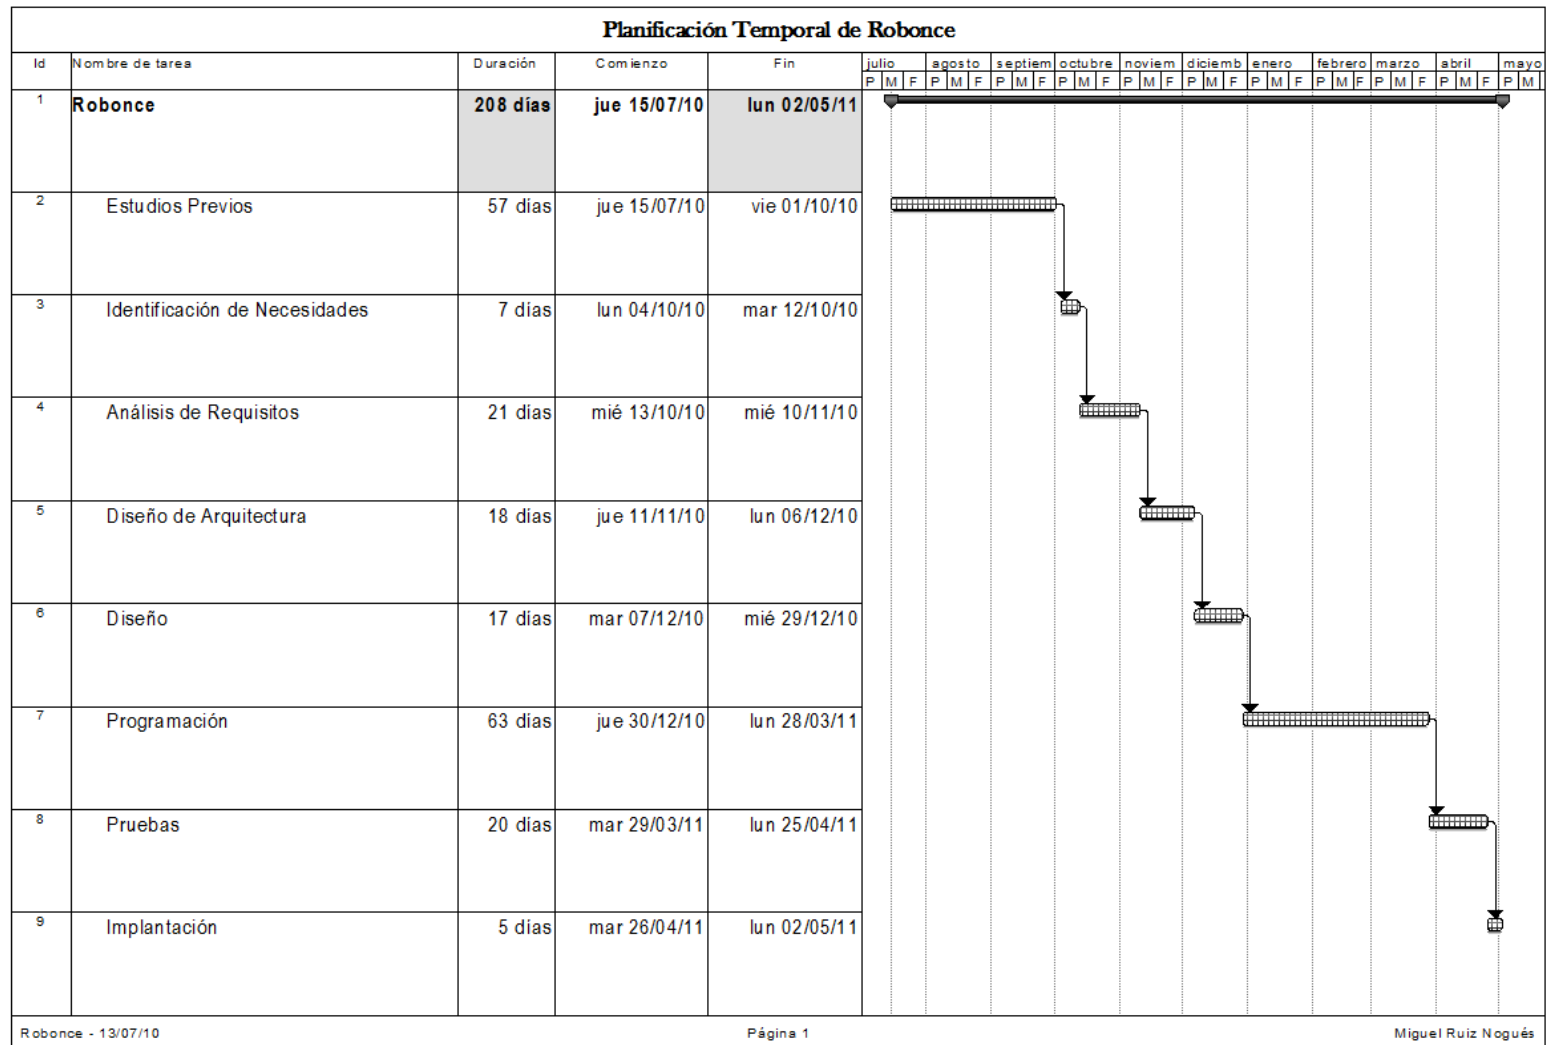 Planificación Temporal de Robonce
Id Nombre de tarea Duración Comienzo Fin julio agosto septiem octubre noviem diciemb enero febrero marzo abril mayo
P M F P M F P M F P M F P M F P M F P M F P M F P M F P M F P M
1 Robonce 208 días jue 15/07/10 lun 02/05/11
2 Estudios Previos 57 días jue 15/07/10 vie 01/10/10
3 Identificación de Necesidades 7 días lun 04/10/10 mar 12/10/10
4 Análisis de Requisitos 21 días mié 13/10/10 mié 10/11/10
5 Diseño de Arquitectura 18 días jue 11/11/10 lun 06/12/10
6 Diseño 17 días mar 07/12/10 mié 29/12/10
7 Programación 63 días jue 30/12/10 lun 28/03/11
8 Pruebas 20 días mar 29/03/11 lun 25/04/11
9 Implantación 5 días mar 26/04/11 lun 02/05/11
Robonce - 13/07/10 Página 1 Miguel Ruiz Nogués